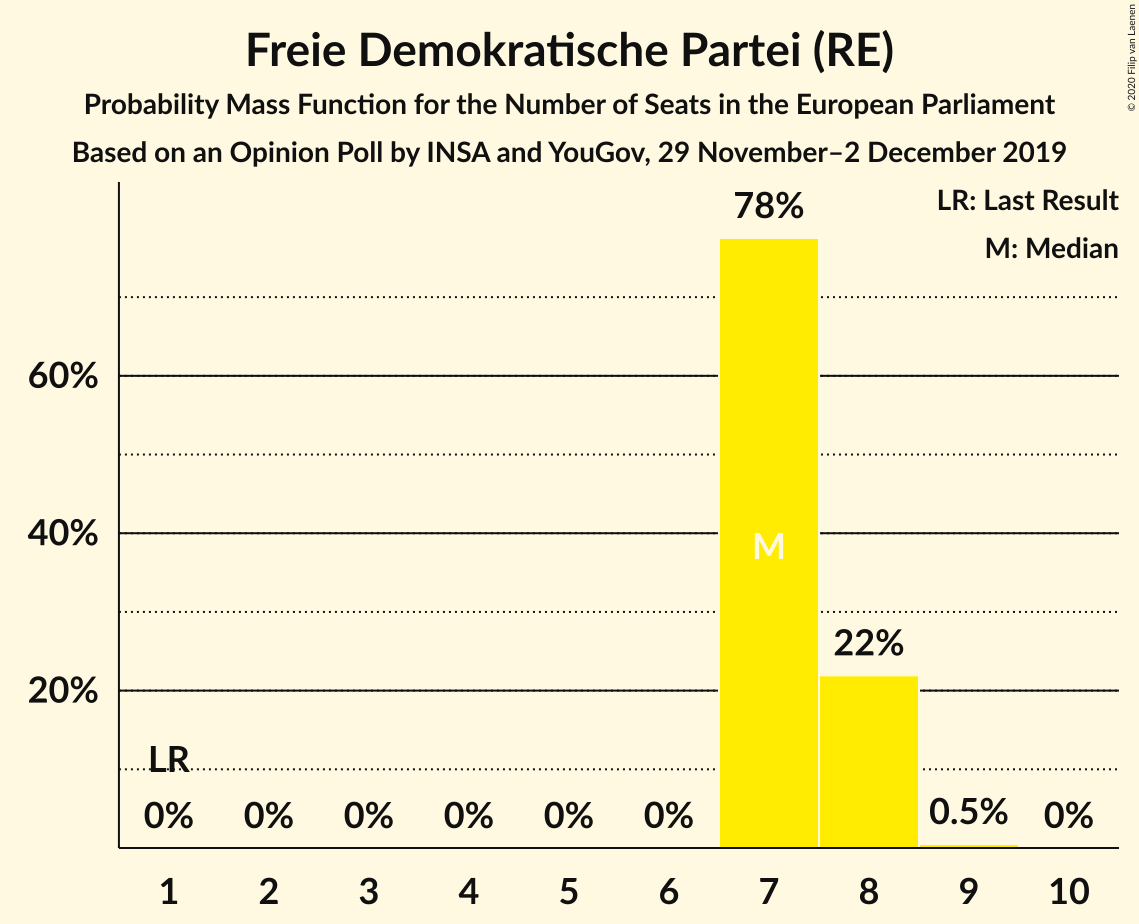 Freie Demokratische Partei (RE)
Probability Mass Function for the Number of Seats in the European Parliament
Based on an Opinion Poll by INSA and YouGov, 29 November–2 December 2019
© 2020 Filip van Laenen
LR: Last Result
M: Median
78%
60%
40%
M
22%
20%
LR
0% 0% 0% 0% 0% 0% 0.5% 0%
1 2 3 4 5 6 7 8 9 10